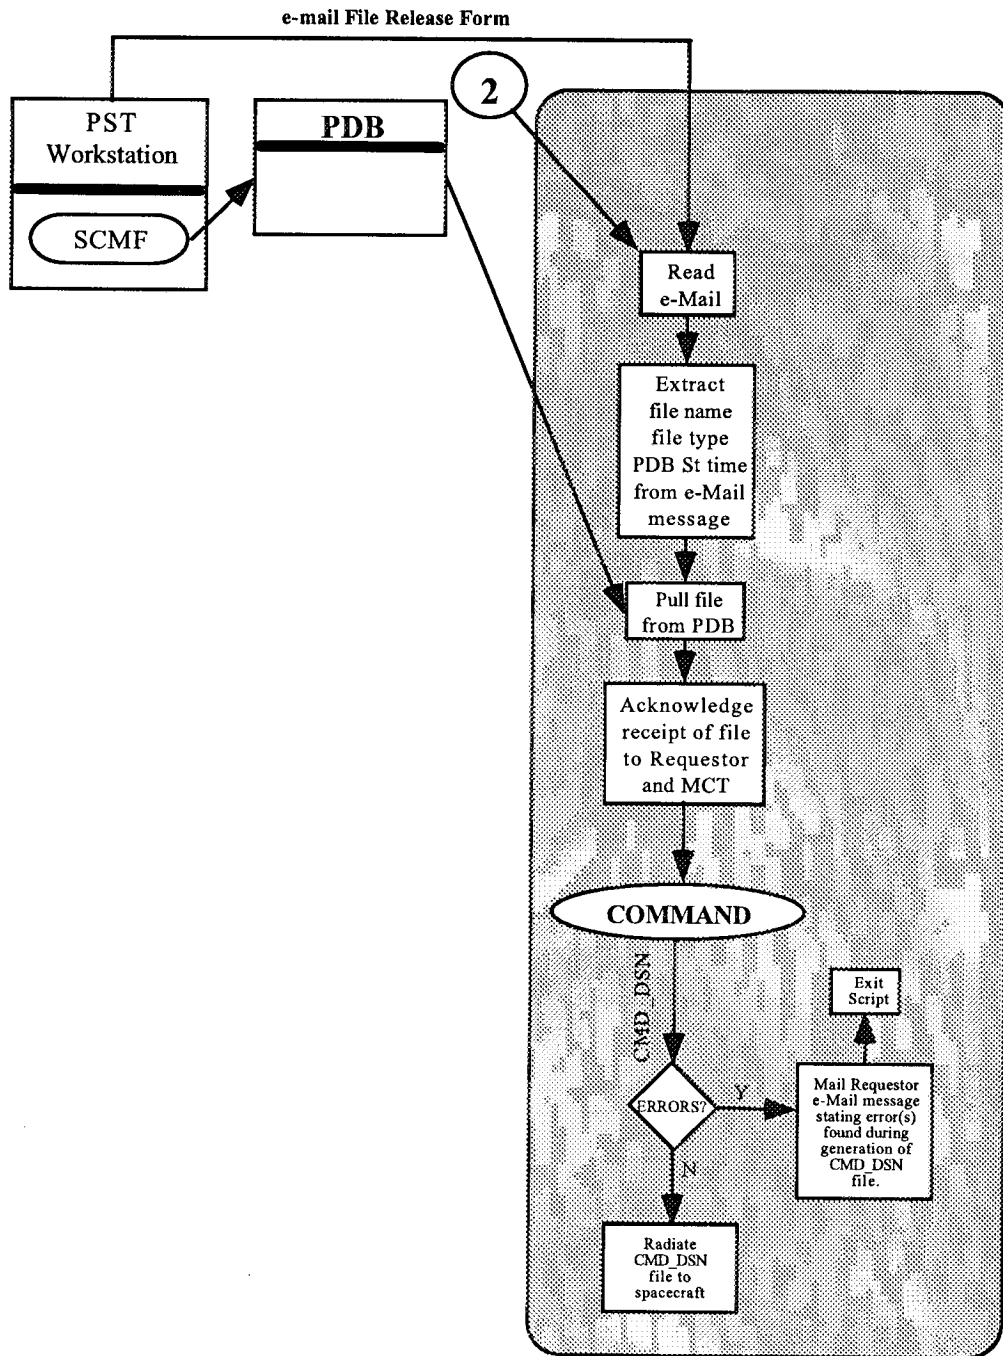 e-mail File Release Form
2
PST
Workstation
SCMF
PDB
Read
e-Mail
Extract
file name
file type
PDB St time
from e-Mail
message
Pull file
from PDB
Acknowledge
receipt of file
to Requestor
and MCT
COMMAND
CMD_DSN
ERRORS?
Y
N
Exit
Script
Mail Requestor
e-Mail message
stating error(s)
found during
generation of
CMD_DSN
file.
Radiate
CMD_DSN
file to
spacecraft